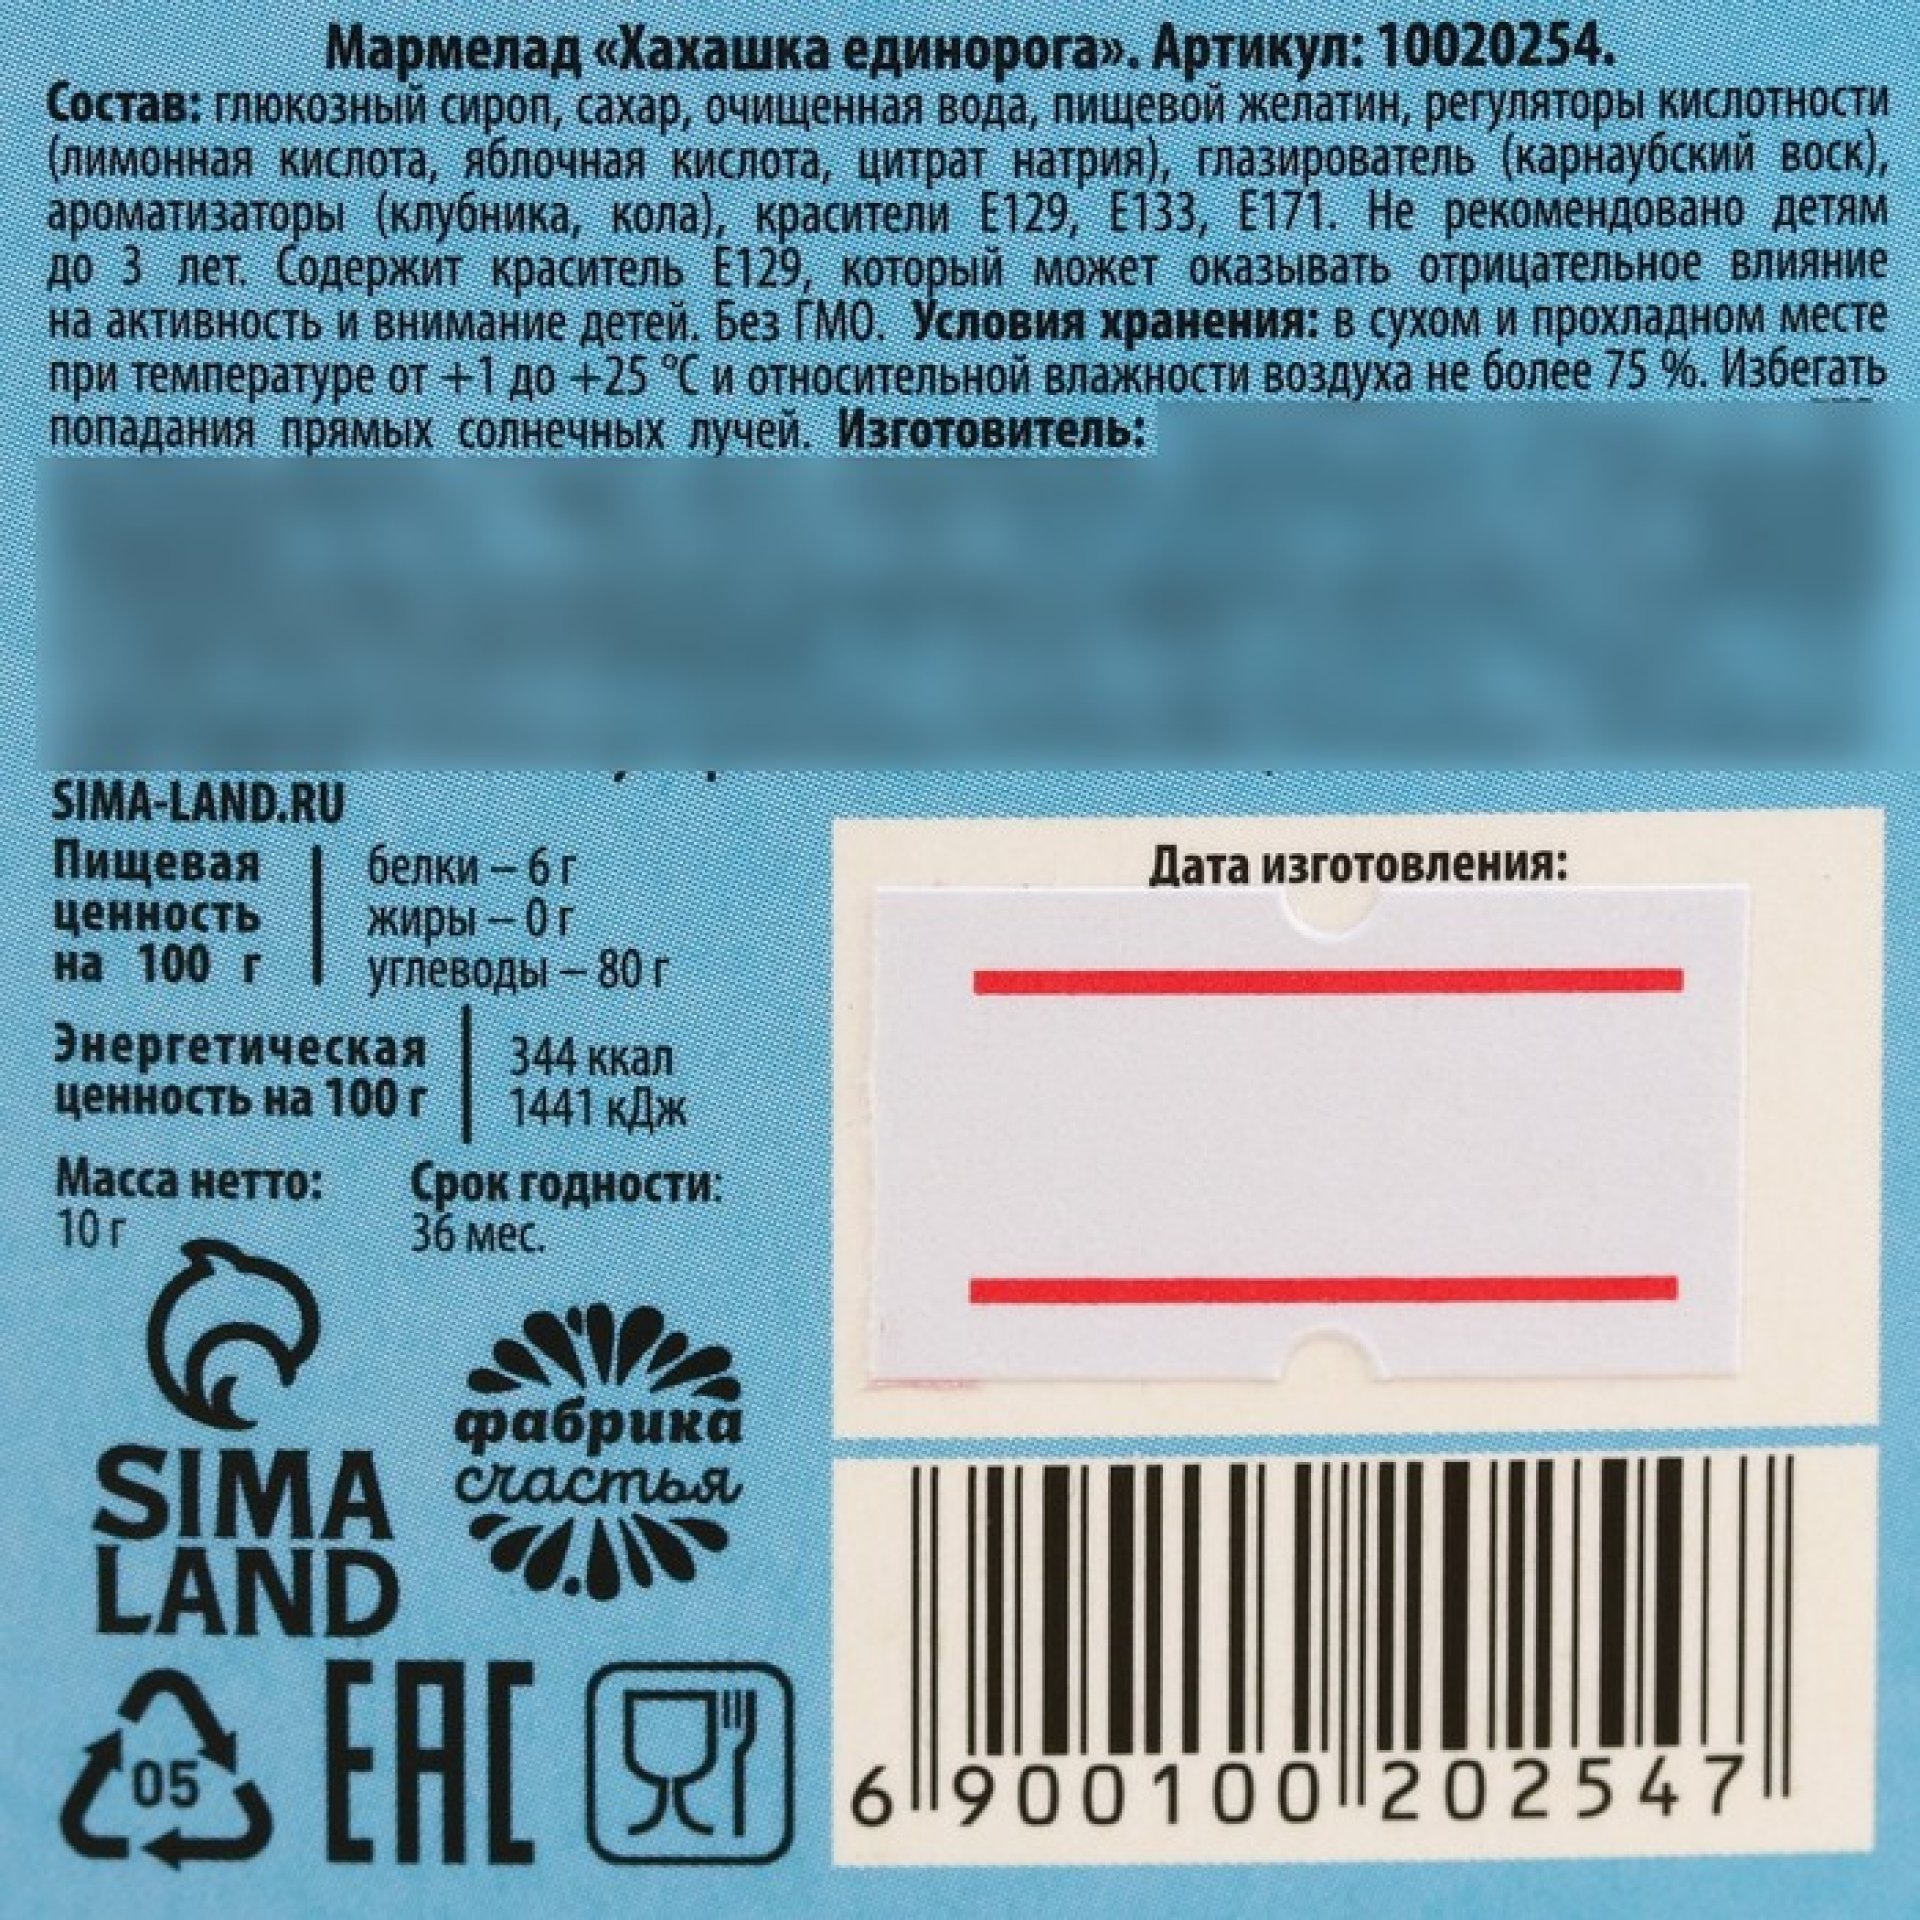 Мармелад «Хахашка единорога». Артикул: 10020254.
Состав: глюкозный сироп, сахар, очищенная вода, пищевой желатин, регуляторы кислотности
(лимонная кислота, яблочная кислота, цитрат натрия), глазирователь (карнаубский воск),
ароматизаторы (клубника, кола), красители Е129, Е133, Е171. Не рекомендовано детям
до 3 лет. Содержит краситель Е129, который может оказывать отрицательное влияние
на активность и внимание детей. Без ГМО. Условия хранения: в сухом и прохладном месте
при температуре от +1 до +25 °С и относительной влажности воздуха не более 75 %. Избегать
попадания прямых солнечных лучей. Изготовитель:
SIMA-LAND.RU
Пищевая ценность на 100 г
белки – 6 г
жиры – 0 г
углеводы – 80 г
Энергетическая ценность на 100 г
344 ккал
1441 кДж
Масса нетто:
10 г
Срок годности:
36 мес.
Дата изготовления:
SIMA
LAND
фабрика
счастья
05
EAC
6 900100 202547